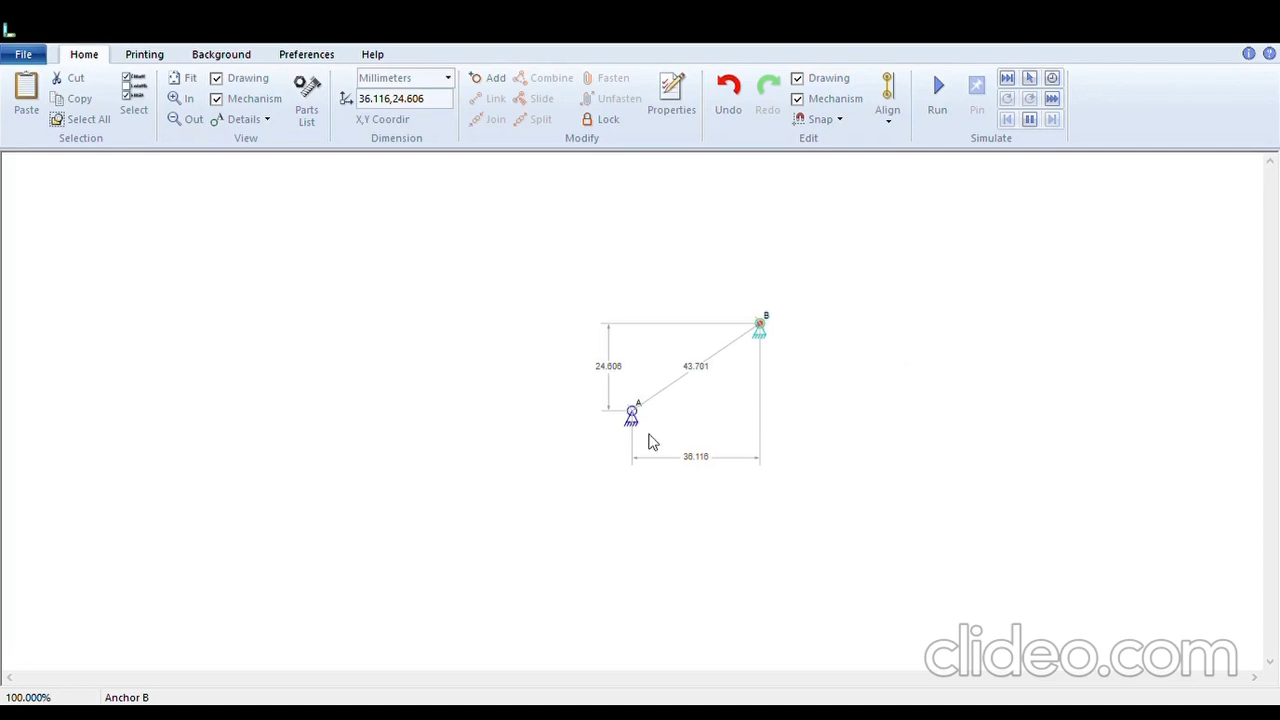 File Home Printing Background Preferences Help
Paste Cut Copy Select All Select
Selection
Fit In Out Drawing Mechanism Details
View
Parts List
Millimeters
36.116,24.606
X,Y Coordir
Dimension
Add Combine Fasten
Link Slide Unfasten
Join Split Lock
Properties
Modify
Undo Redo
Drawing
Mechanism
Snap
Align
Edit
Run Pin
Simulate
B
24.606
43.701
A
36.116
clideo.com
100.000% Anchor B